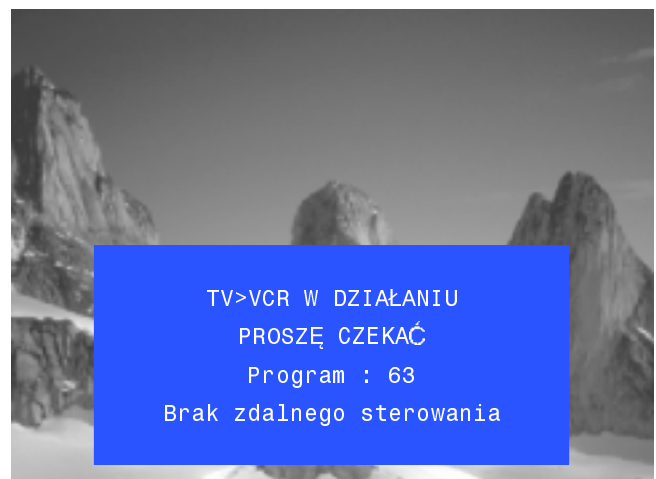 TV>VCR W DZIAŁANIU
PROSZĘ CZEKAĆ
Program : 63
Brak zdalnego sterowania